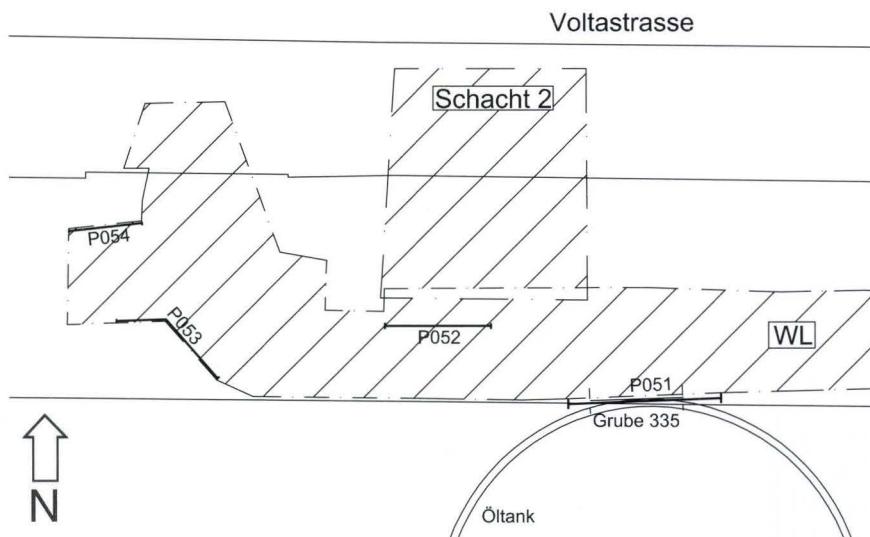 Voltastrasse
Schacht 2
P054
P053
P052
WL
P051
Grube 335
N
Öltank